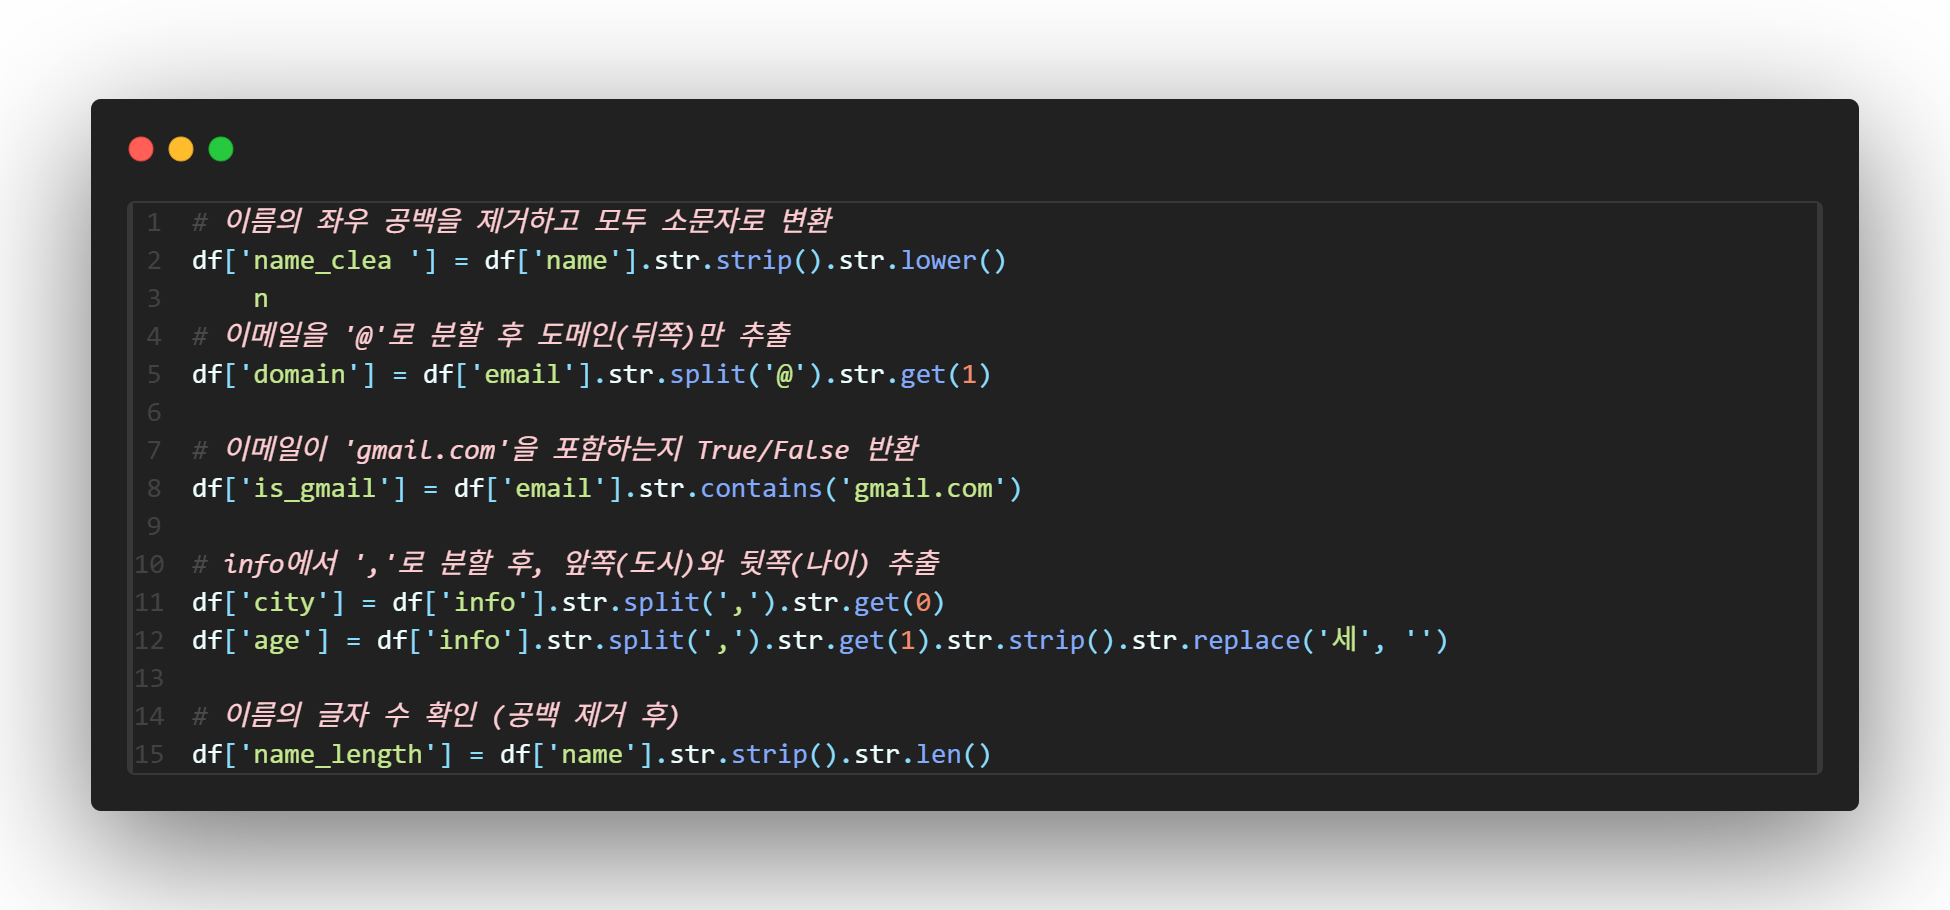 1 # 이름의 좌우 공백을 제거하고 모두 소문자로 변환
2 df['name_clea '] = df['name'].str.strip().str.lower()
3     n
4 # 이메일을 '@'로 분할 후 도메인(뒤쪽)만 추출
5 df['domain'] = df['email'].str.split('@').str.get(1)
6
7 # 이메일이 'gmail.com'을 포함하는지 True/False 반환
8 df['is_gmail'] = df['email'].str.contains('gmail.com')
9
10 # info에서 ','로 분할 후, 앞쪽(도시)와 뒷쪽(나이) 추출
11 df['city'] = df['info'].str.split(',').str.get(0)
12 df['age'] = df['info'].str.split(',').str.get(1).str.strip().str.replace('세', '')
13
14 # 이름의 글자 수 확인 (공백 제거 후)
15 df['name_length'] = df['name'].str.strip().str.len()